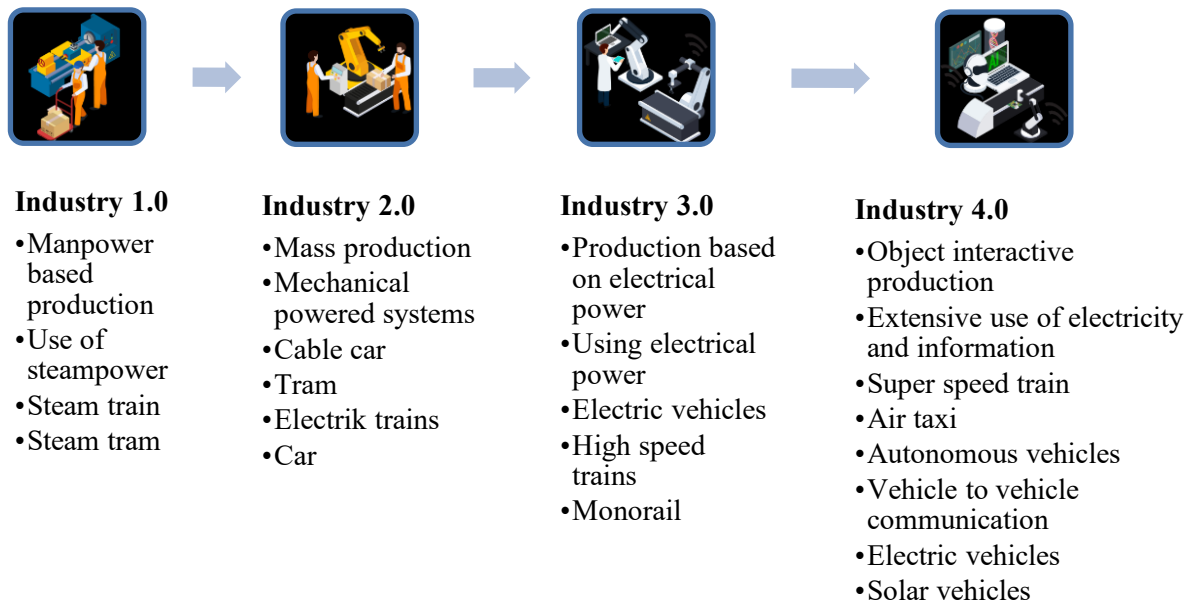 Industry 1.0
•Manpower
based
production
•Use of
steampower
•Steam train
•Steam tram
Industry 2.0
•Mass production
•Mechanical
powered systems
•Cable car
•Tram
•Electrik trains
•Car
Industry 3.0
•Production based
on electrical
power
•Using electrical
power
•Electric vehicles
•High speed
trains
•Monorail
Industry 4.0
•Object interactive
production
•Extensive use of electricity
and information
•Super speed train
•Air taxi
•Autonomous vehicles
•Vehicle to vehicle
communication
•Electric vehicles
•Solar vehicles